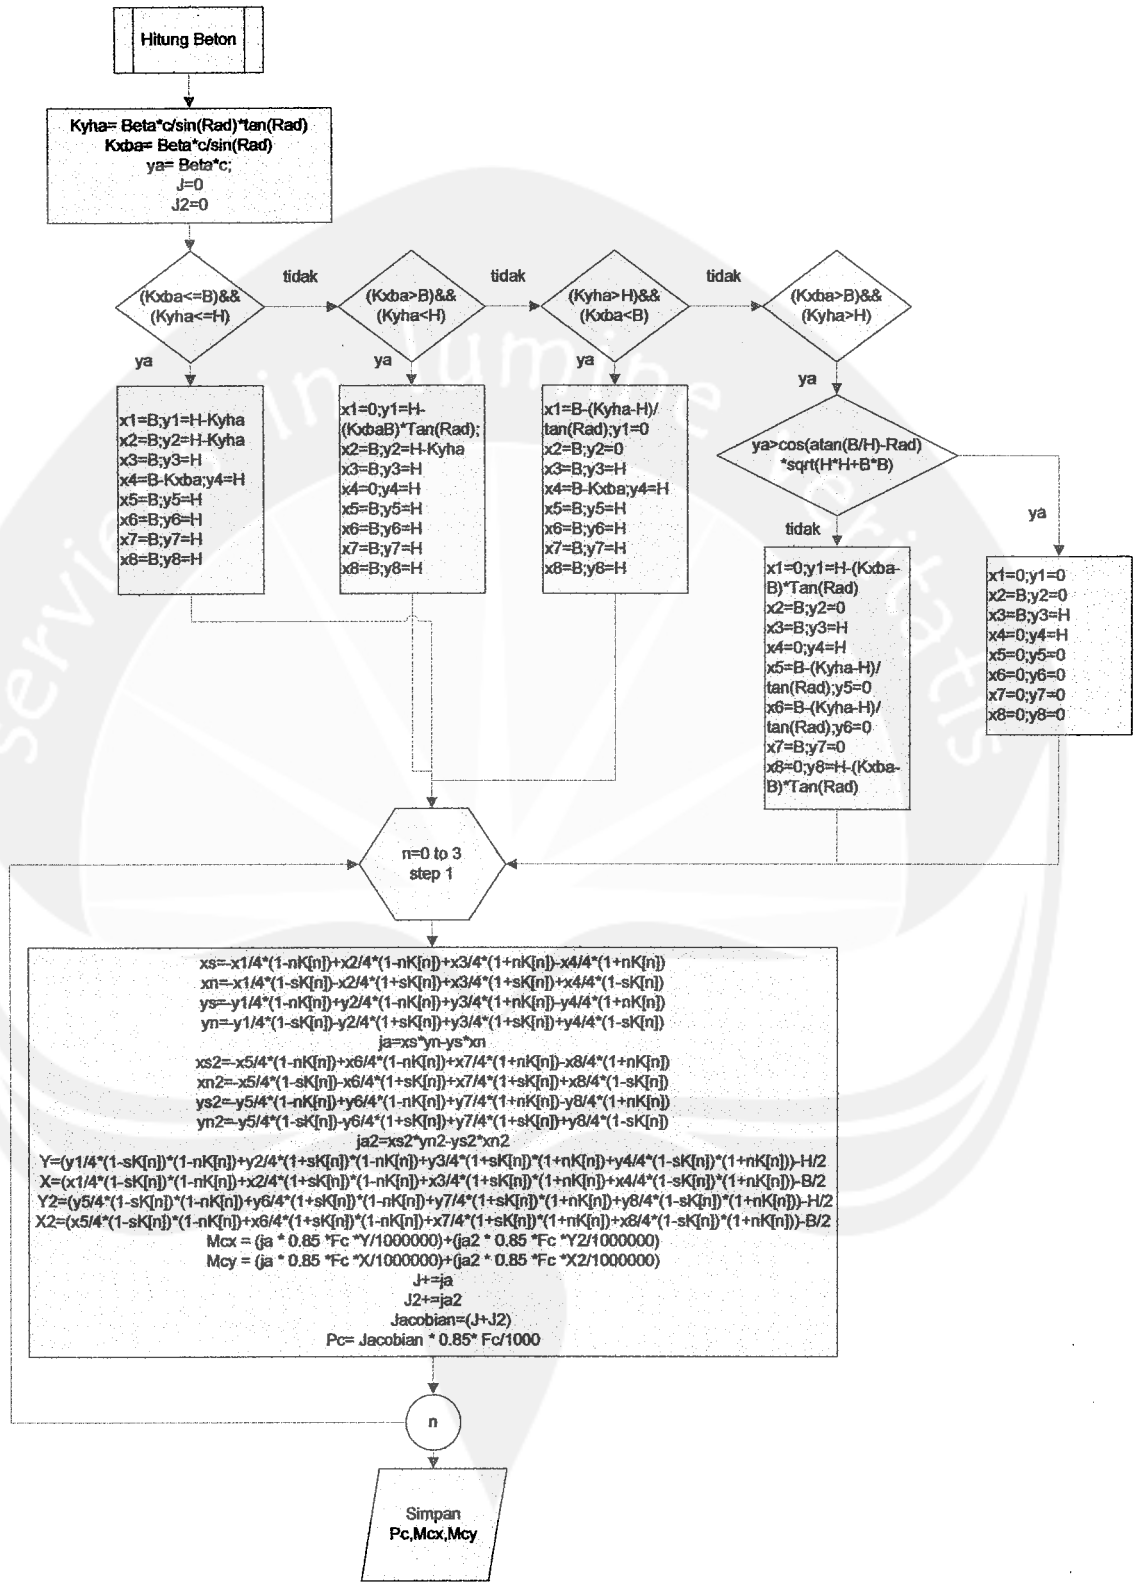 Hitung Beton
Kyha= Beta*c/sin(Rad)*tan(Rad)
Kxba= Beta*c/sin(Rad)
ya= Beta*c;
J=0
J2=0
(Kxba<=B)&&
(Kyha<=H)
tidak
(Kxba>B)&&
(Kyha<H)
tidak
(Kyha>H)&&
(Kxba<B)
tidak
(Kxba>B)&&
(Kyha>H)
ya
ya
ya
ya
x1=B;y1=H-Kyha
x2=B;y2=H-Kyha
x3=B;y3=H
x4=B-Kxba;y4=H
x5=B;y5=H
x6=B;y6=H
x7=B;y7=H
x8=B;y8=H
x1=0;y1=H-
(KxbaB)*Tan(Rad);
x2=B;y2=H-Kyha
x3=B;y3=H
x4=0;y4=H
x5=B;y5=H
x6=B;y6=H
x7=B;y7=H
x8=B;y8=H
x1=B-(Kyha-H)/
tan(Rad);y1=0
x2=B;y2=0
x3=B;y3=H
x4=B-Kxba;y4=H
x5=B;y5=H
x6=B;y6=H
x7=B;y7=H
x8=B;y8=H
ya>cos(atan(B/H)-Rad)
*sqrt(H*H+B*B)
tidak
ya
x1=0;y1=H-(Kxba-
B)*Tan(Rad)
x2=B;y2=0
x3=B;y3=H
x4=0;y4=H
x5=B-(Kyha-H)/
tan(Rad);y5=0
x6=B-(Kyha-H)/
tan(Rad);y6=0
x7=B;y7=0
x8=0;y8=H-(Kxba-
B)*Tan(Rad)
x1=0;y1=0
x2=B;y2=0
x3=B;y3=H
x4=0;y4=H
x5=0;y5=0
x6=0;y6=0
x7=0;y7=0
x8=0;y8=0
n=0 to 3
step 1
xs=-x1/4*(1-nK[n])+x2/4*(1-nK[n])+x3/4*(1+nK[n])-x4/4*(1+nK[n])
xn=-x1/4*(1-sK[n])-x2/4*(1+sK[n])+x3/4*(1+sK[n])+x4/4*(1-sK[n])
ys=-y1/4*(1-nK[n])+y2/4*(1-nK[n])+y3/4*(1+nK[n])-y4/4*(1+nK[n])
yn=-y1/4*(1-sK[n])-y2/4*(1+sK[n])+y3/4*(1+sK[n])+y4/4*(1-sK[n])
ja=xs*yn-ys*xn
xs2=-x5/4*(1-nK[n])+x6/4*(1-nK[n])+x7/4*(1+nK[n])-x8/4*(1+nK[n])
xn2=-x5/4*(1-sK[n])-x6/4*(1+sK[n])+x7/4*(1+sK[n])+x8/4*(1-sK[n])
ys2=-y5/4*(1-nK[n])+y6/4*(1-nK[n])+y7/4*(1+nK[n])-y8/4*(1+nK[n])
yn2=-y5/4*(1-sK[n])-y6/4*(1+sK[n])+y7/4*(1+sK[n])+y8/4*(1-sK[n])
ja2=xs2*yn2-ys2*xn2
Y=(y1/4*(1-sK[n])*(1-nK[n])+y2/4*(1+sK[n])*(1-nK[n])+y3/4*(1+sK[n])*(1+nK[n])+y4/4*(1-sK[n])*(1+nK[n]))-H/2
X=(x1/4*(1-sK[n])*(1-nK[n])+x2/4*(1+sK[n])*(1-nK[n])+x3/4*(1+sK[n])*(1+nK[n])+x4/4*(1-sK[n])*(1+nK[n]))-B/2
Y2=(y5/4*(1-sK[n])*(1-nK[n])+y6/4*(1+sK[n])*(1-nK[n])+y7/4*(1+sK[n])*(1+nK[n])+y8/4*(1-sK[n])*(1+nK[n]))-H/2
X2=(x5/4*(1-sK[n])*(1-nK[n])+x6/4*(1+sK[n])*(1-nK[n])+x7/4*(1+sK[n])*(1+nK[n])+x8/4*(1-sK[n])*(1+nK[n]))-B/2
Mcx = (ja * 0.85 *Fc *Y/1000000)+(ja2 * 0.85 *Fc *Y2/1000000)
Mcy = (ja * 0.85 *Fc *X/1000000)+(ja2 * 0.85 *Fc *X2/1000000)
J+=ja
J2+=ja2
Jacobian=(J+J2)
Pc= Jacobian * 0.85* Fc/1000
n
Simpan
Pc,Mcx,Mcy
serviens in lumine veritatis